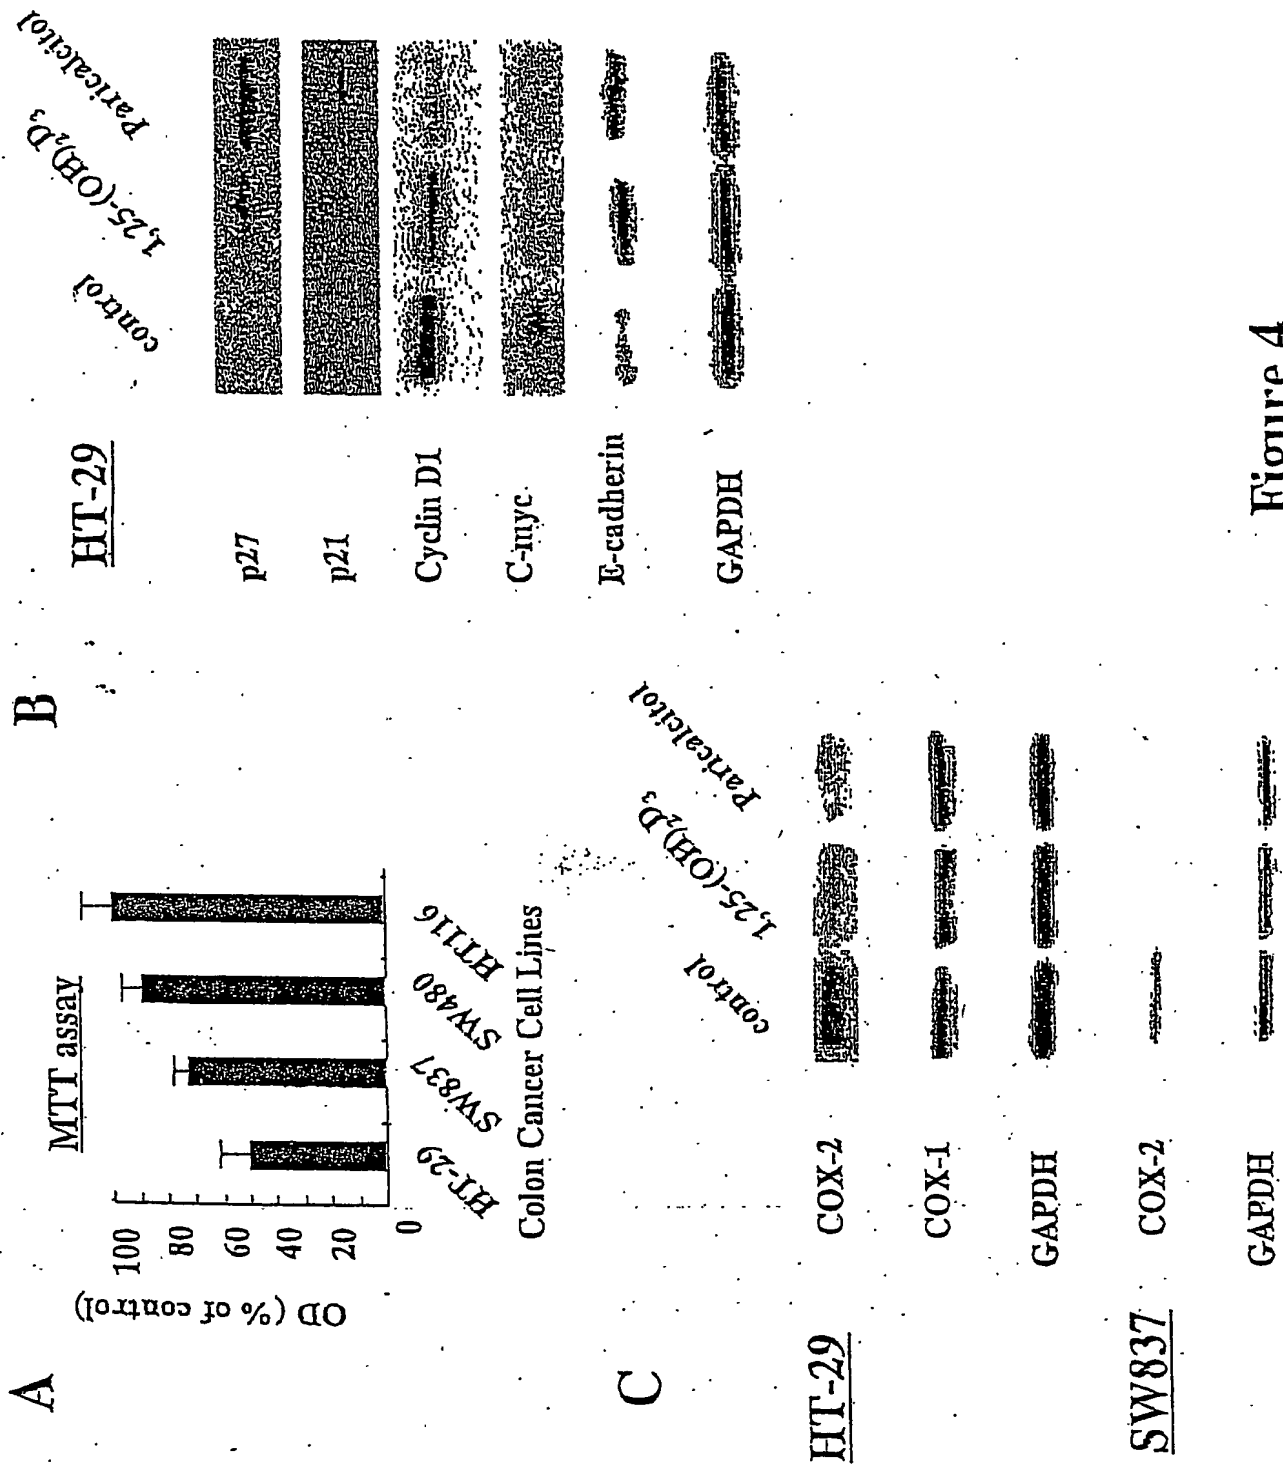 A
MTT assay
OD (% of control)
100
80
60
40
20
0
HT-29 SW837 SW480 HT116
Colon Cancer Cell Lines
B
HT-29
control 1,25-(OH)₂D₃ Paricalcitol
p27
p21
Cyclin D1
C-myc
E-cadherin
GAPDH
C
control 1,25-(OH)₂D₃ Paricalcitol
HT-29
COX-2
COX-1
GAPDH
SW837
COX-2
GAPDH
Figure 4